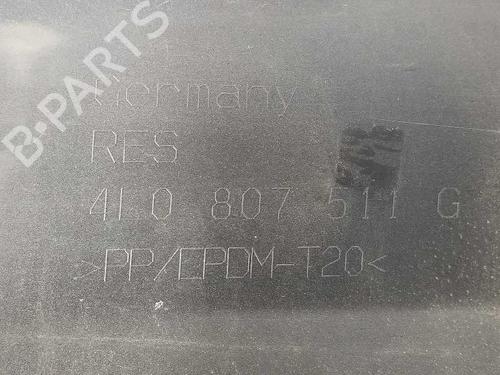 B-PARTS
Germany
RES
4L0 807 511 G
>PP/EPDM-T20<